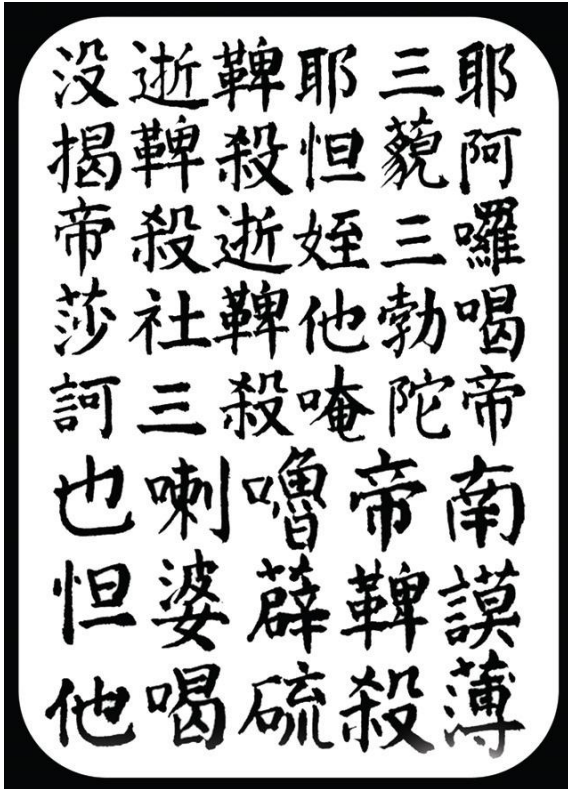 耶阿囉喝帝
三藐三勃陀
耶怛姪他唵
鞞殺逝鞞殺
逝鞞殺社三
没揭帝莎訶
南謨薄
帝鞞殺
嚕薜硫
喇婆喝
也怛他